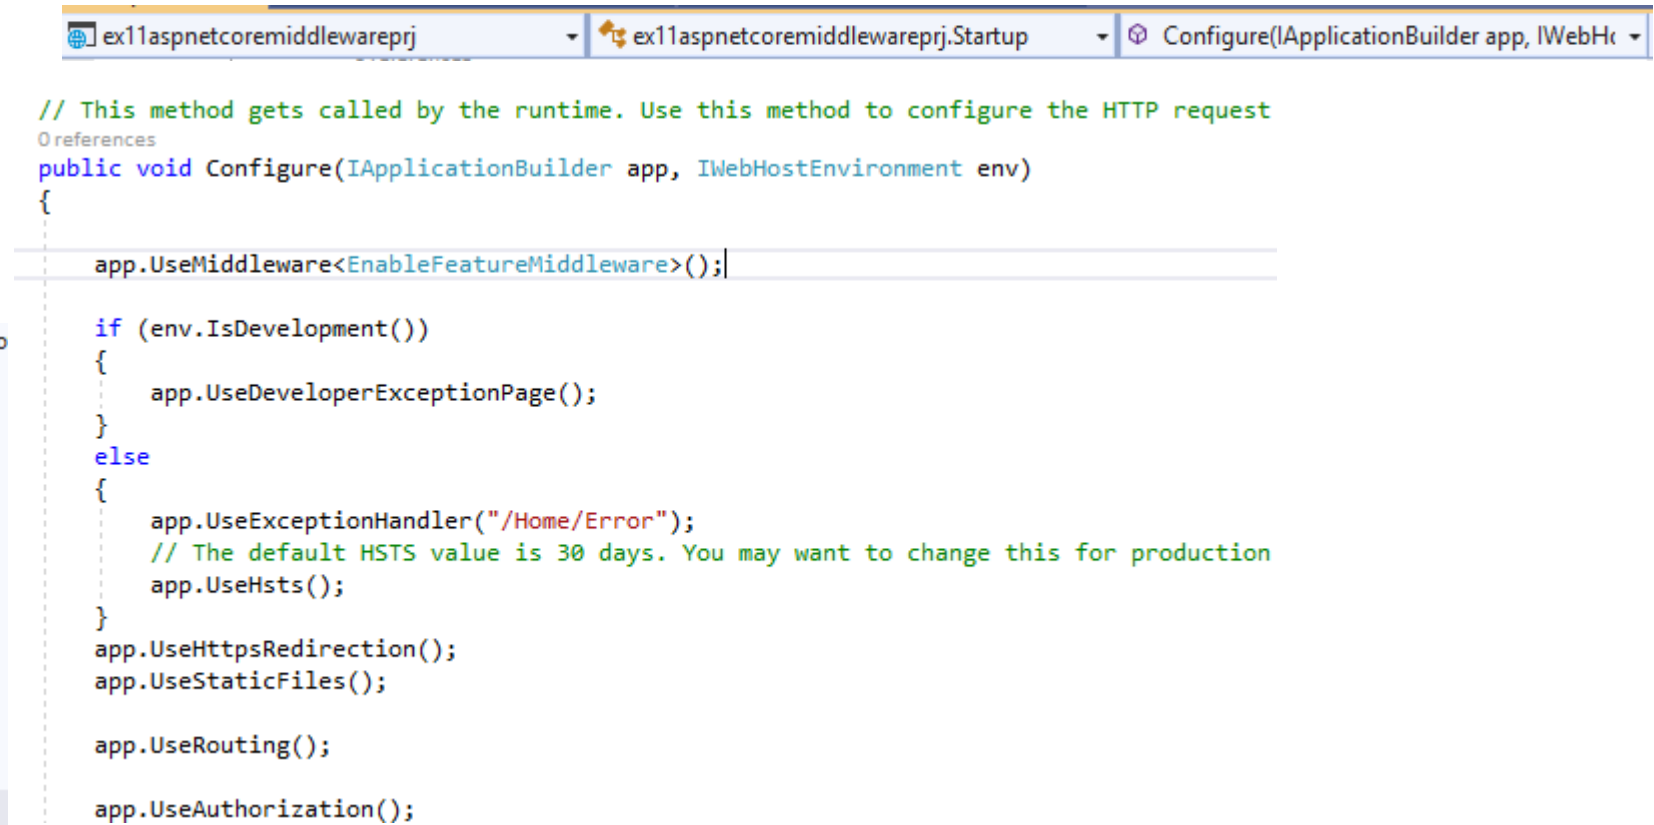 ex11aspnetcoremiddlewareprj ex11aspnetcoremiddlewareprj.Startup Configure(IApplicationBuilder app, IWebH
// This method gets called by the runtime. Use this method to configure the HTTP request
0 references
public void Configure(IApplicationBuilder app, IWebHostEnvironment env)
{
app.UseMiddleware<EnableFeatureMiddleware>();
if (env.IsDevelopment())
{
app.UseDeveloperExceptionPage();
}
else
{
app.UseExceptionHandler("/Home/Error");
// The default HSTS value is 30 days. You may want to change this for production
app.UseHsts();
}
app.UseHttpsRedirection();
app.UseStaticFiles();
app.UseRouting();
app.UseAuthorization();